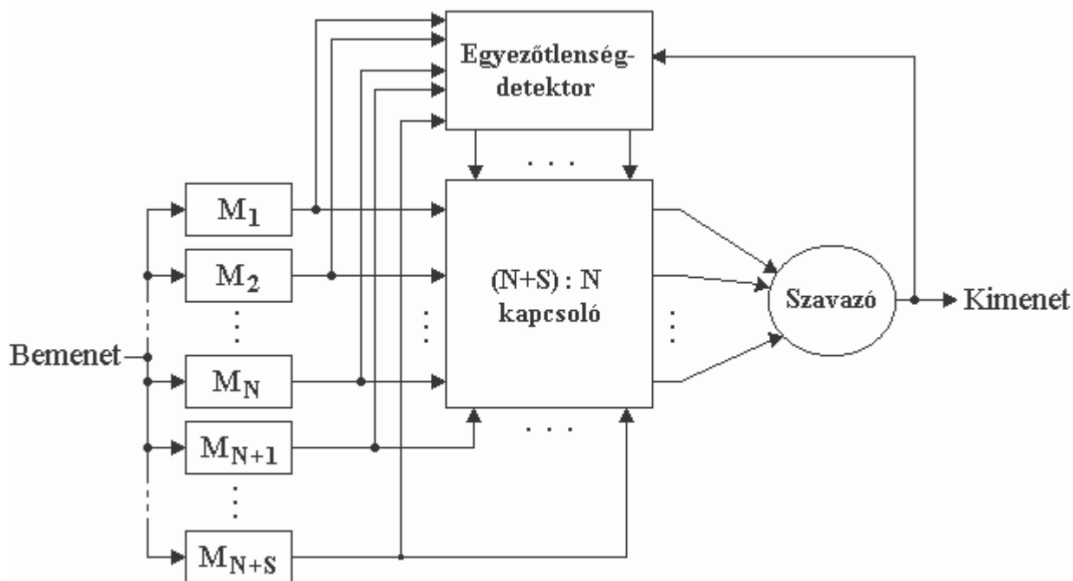 Egyezőtlenség-
detektor
. . .
M1
M2
⋮
MN
MN+1
⋮
MN+S
Bemenet
⋮
(N+S) : N
kapcsoló
⋮
. . .
Szavazó
Kimenet